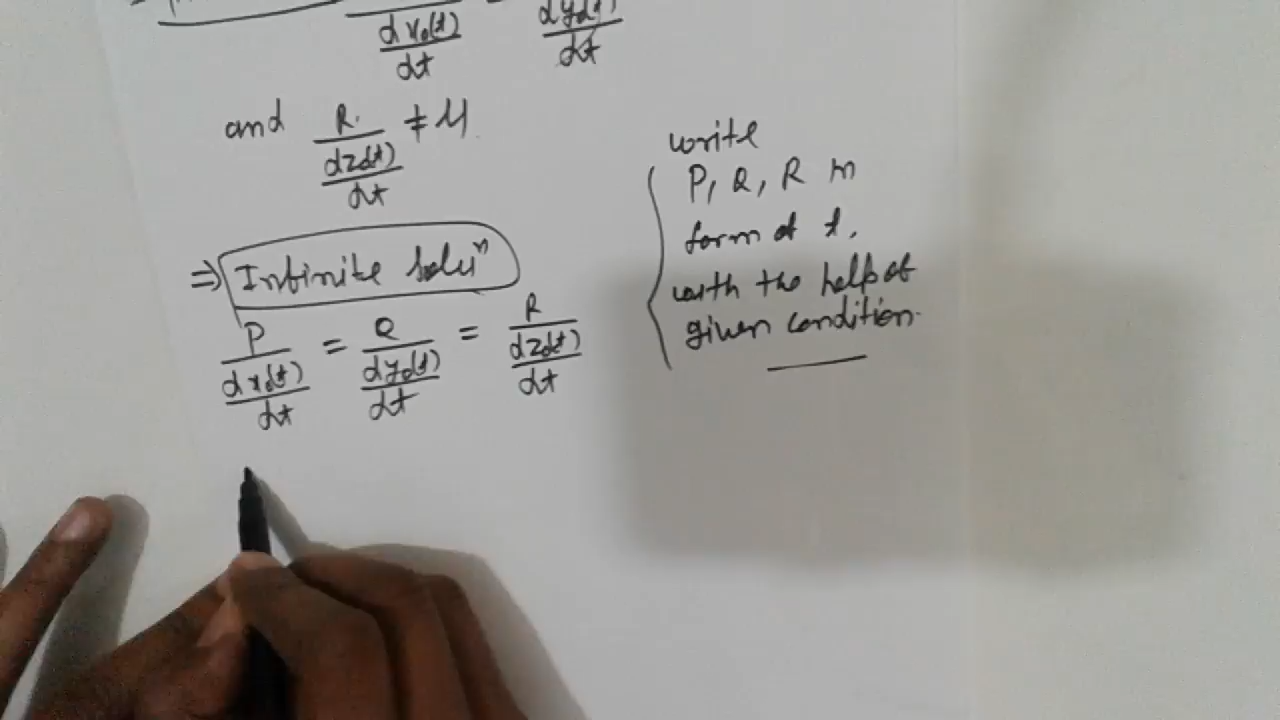 dx₀(t)/dt dy₀(t)/dt
and R/(dz₀(t)/dt) ≠ μ
⇒ Infinite soluⁿ
P/(dx₀(t)/dt) = Q/(dy₀(t)/dt) = R/(dz₀(t)/dt)
write
P, Q, R in
form of t.
with the help of
given condition.